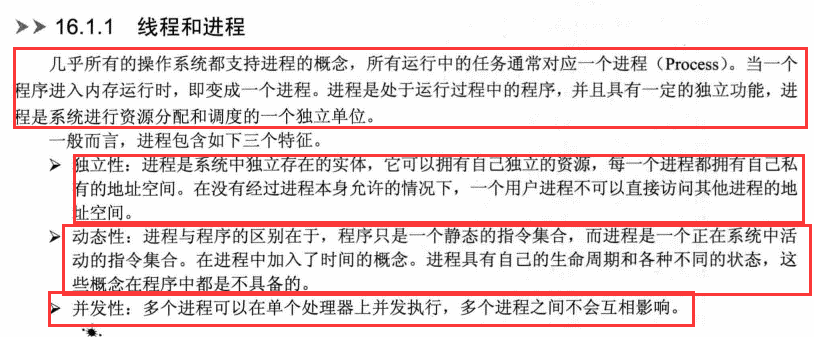 16.1.1 线程和进程
几乎所有的操作系统都支持进程的概念，所有运行中的任务通常对应一个进程（Process）。当一个
程序进入内存运行时，即变成一个进程。进程是处于运行过程中的程序，并且具有一定的独立功能，进
程是系统进行资源分配和调度的一个独立单位。
一般而言，进程包含如下三个特征。
➢ 独立性：进程是系统中独立存在的实体，它可以拥有自己独立的资源，每一个进程都拥有自己私
有的地址空间。在没有经过进程本身允许的情况下，一个用户进程不可以直接访问其他进程的地
址空间。
➢ 动态性：进程与程序的区别在于，程序只是一个静态的指令集合，而进程是一个正在系统中活
动的指令集合。在进程中加入了时间的概念。进程具有自己的生命周期和各种不同的状态，这
些概念在程序中都是不具备的。
➢ 并发性：多个进程可以在单个处理器上并发执行，多个进程之间不会互相影响。